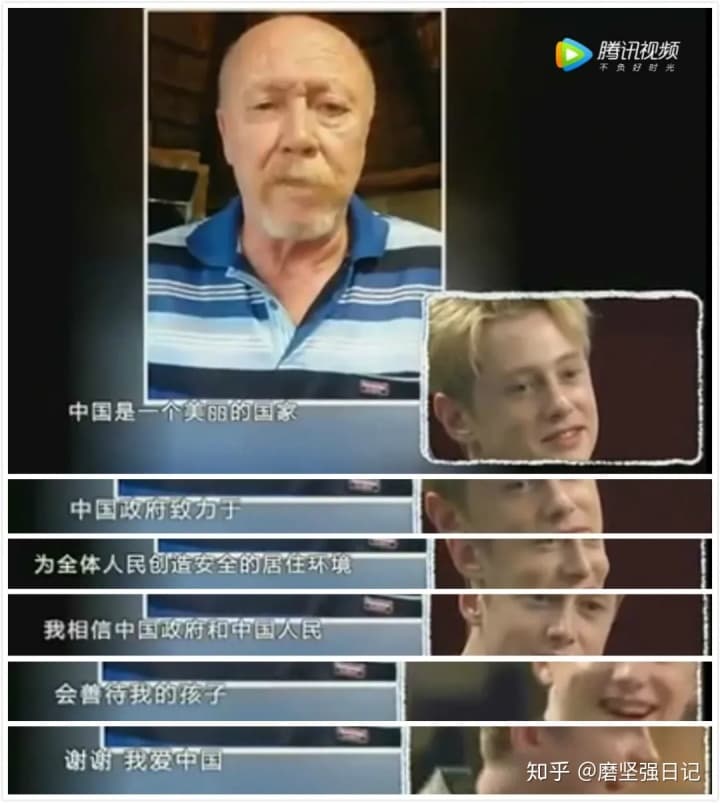 腾讯视频
不负好时光
中国是一个美丽的国家
中国政府致力于
为全体人民创造安全的居住环境
我相信中国政府和中国人民
会善待我的孩子
谢谢 我爱中国
知乎 @磨坚强日记